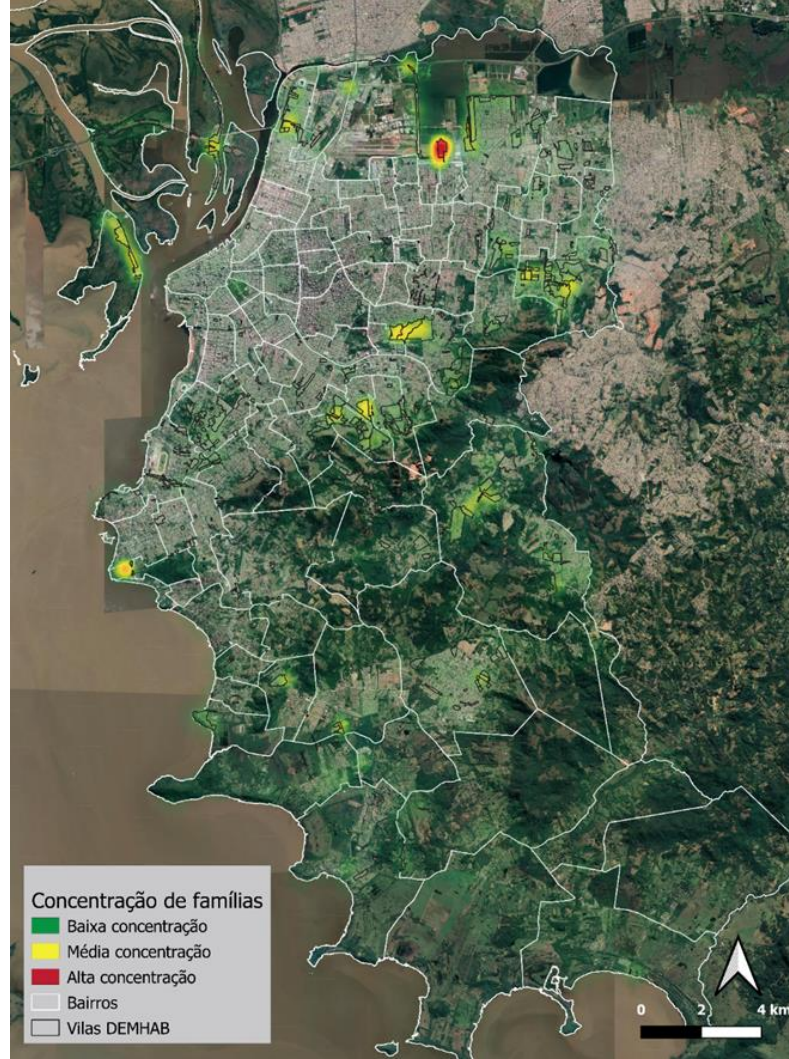 Concentração de famílias
Baixa concentração
Média concentração
Alta concentração
Bairros
Vilas DEMHAB
0 2 4 km